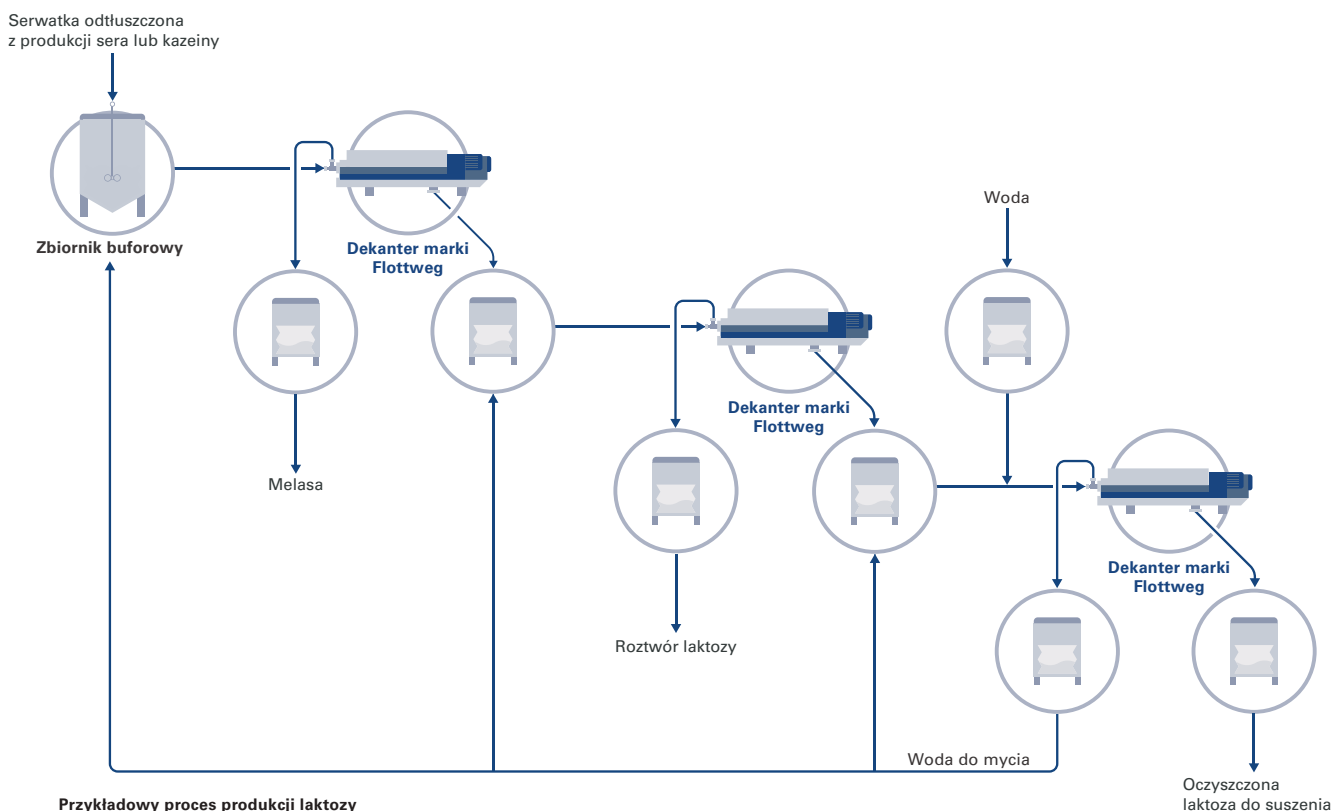 Serwatka odtłuszczona
z produkcji sera lub kazeiny
Zbiornik buforowy
Dekanter marki
Flottweg
Melasa
Woda
Dekanter marki
Flottweg
Roztwór laktozy
Dekanter marki
Flottweg
Woda do mycia
Oczyszczona
laktoza do suszenia
Przykładowy proces produkcji laktozy